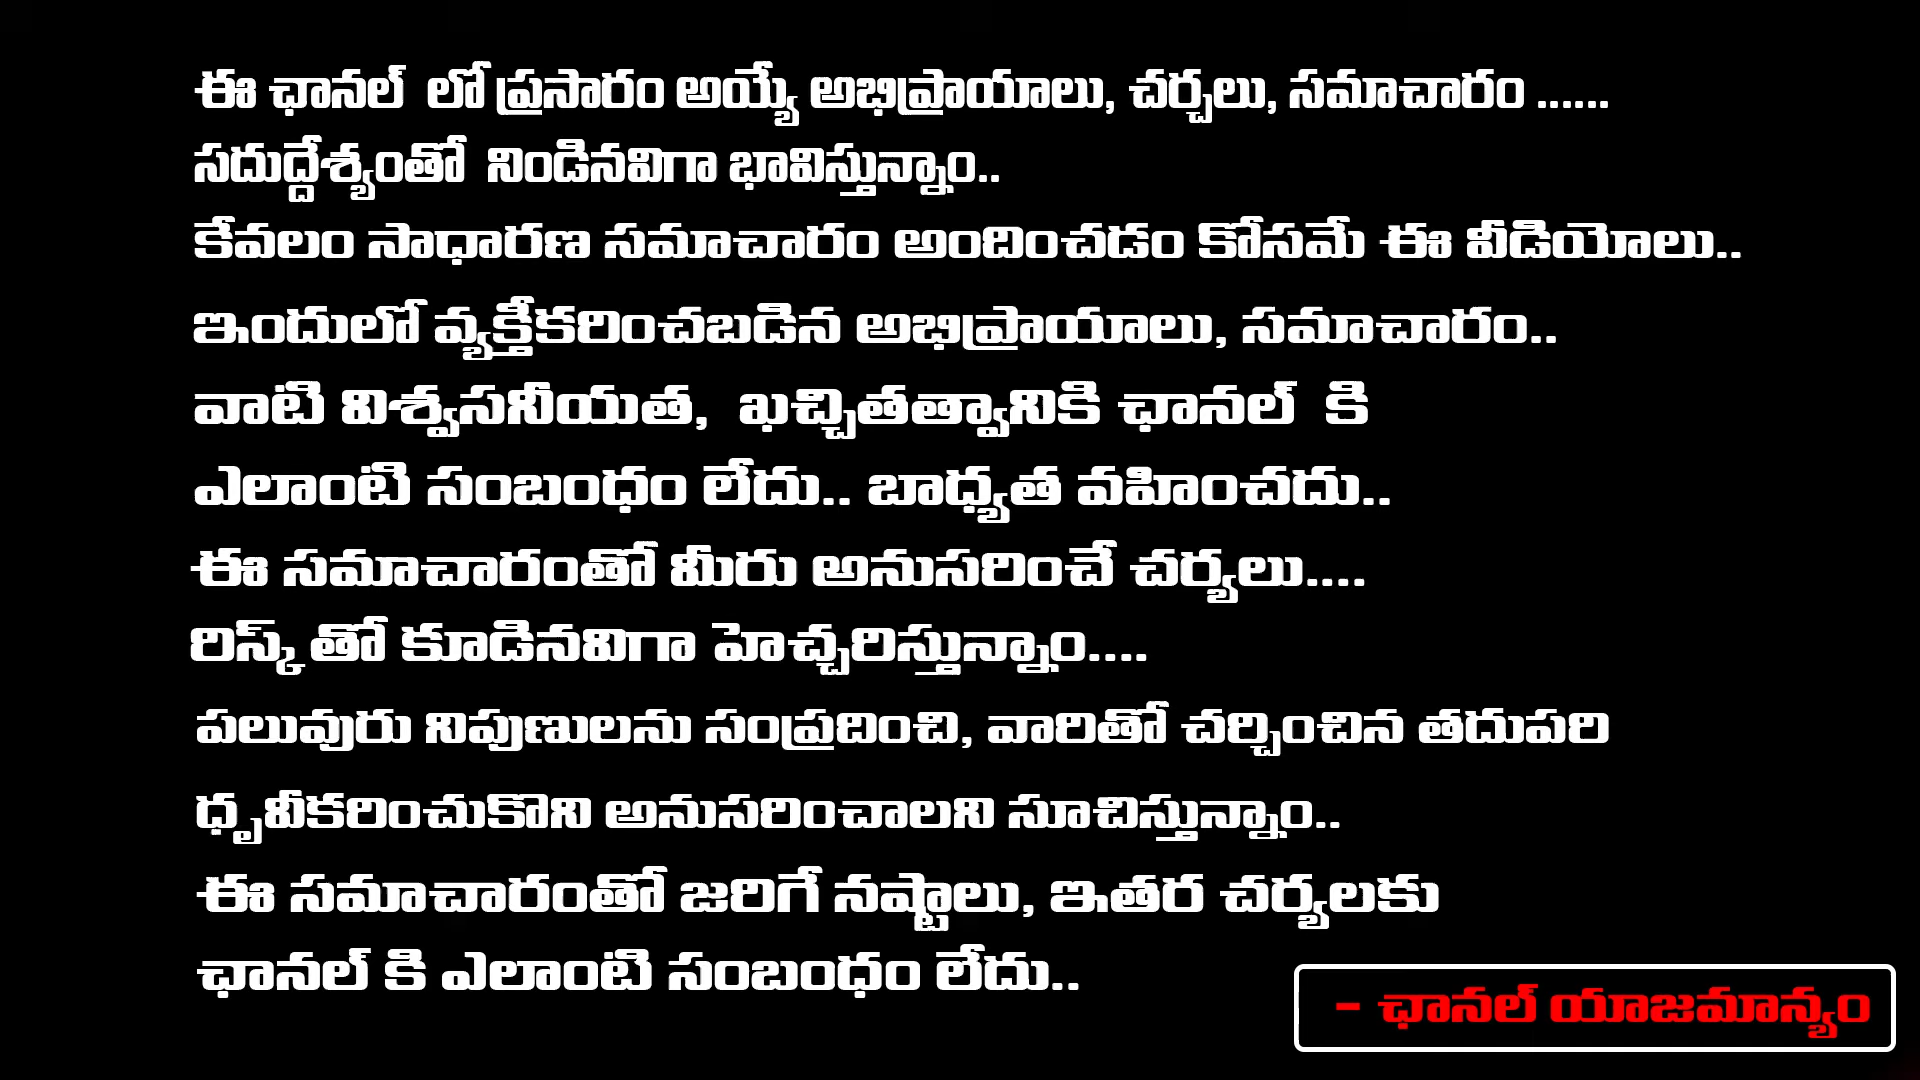 ఈ ఛానల్ లో ప్రసారం అయ్యే అభిప్రాయాలు, చర్చలు, సమాచారం ......
సదుద్దేశ్యంతో నిండినవిగా భావిస్తున్నాం..
కేవలం సాధారణ సమాచారం అందించడం కోసమే ఈ వీడియోలు..
ఇందులో వ్యక్తీకరించబడిన అభిప్రాయాలు, సమాచారం..
వాటి విశ్వసనీయత, ఖచ్చితత్వానికి ఛానల్ కి
ఎలాంటి సంబంధం లేదు.. బాధ్యత వహించదు..
ఈ సమాచారంతో మీరు అనుసరించే చర్యలు....
రిస్క్ తో కూడినవిగా హెచ్చరిస్తున్నాం....
పలువురు నిపుణులను సంప్రదించి, వారితో చర్చించిన తదుపరి
ధృవీకరించుకొని అనుసరించాలని సూచిస్తున్నాం..
ఈ సమాచారంతో జరిగే నష్టాలు, ఇతర చర్యలకు
ఛానల్ కి ఎలాంటి సంబంధం లేదు..
- ఛానల్ యాజమాన్యం